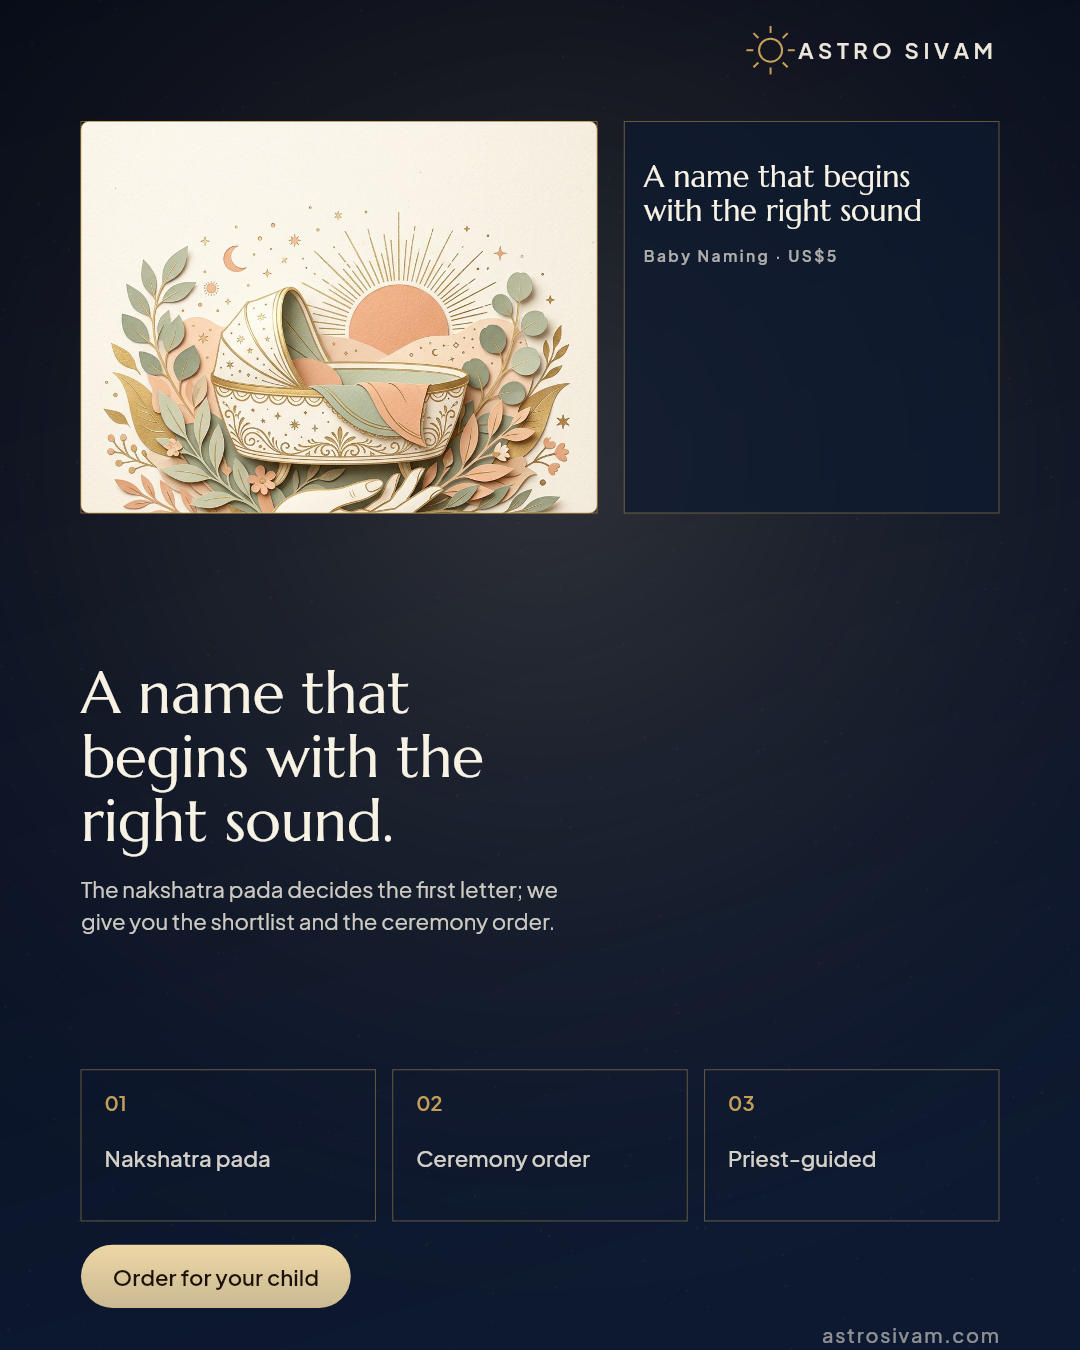 ASTRO SIVAM
A name that begins
with the right sound
Baby Naming · US$5
A name that
begins with the
right sound.
The nakshatra pada decides the first letter; we
give you the shortlist and the ceremony order.
01
Nakshatra pada
02
Ceremony order
03
Priest-guided
Order for your child
astrosivam.com